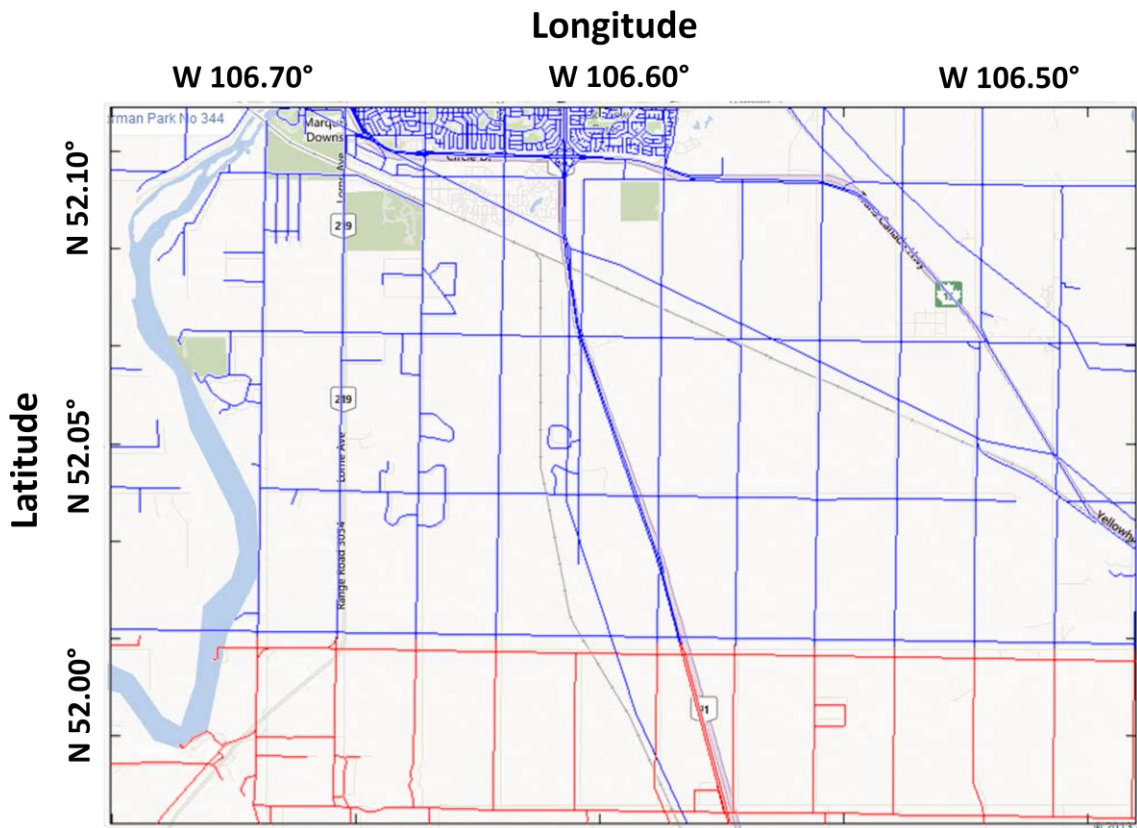 Longitude
W 106.70°
W 106.60°
W 106.50°
rman Park No 344
Marqu
Downs
Circle D
Lorne Ave
219
Trans Canada Hwy
16
N 52.10°
Latitude
N 52.05°
219
Lorne Ave
Range Road 3054
Yellowh
N 52.00°
11